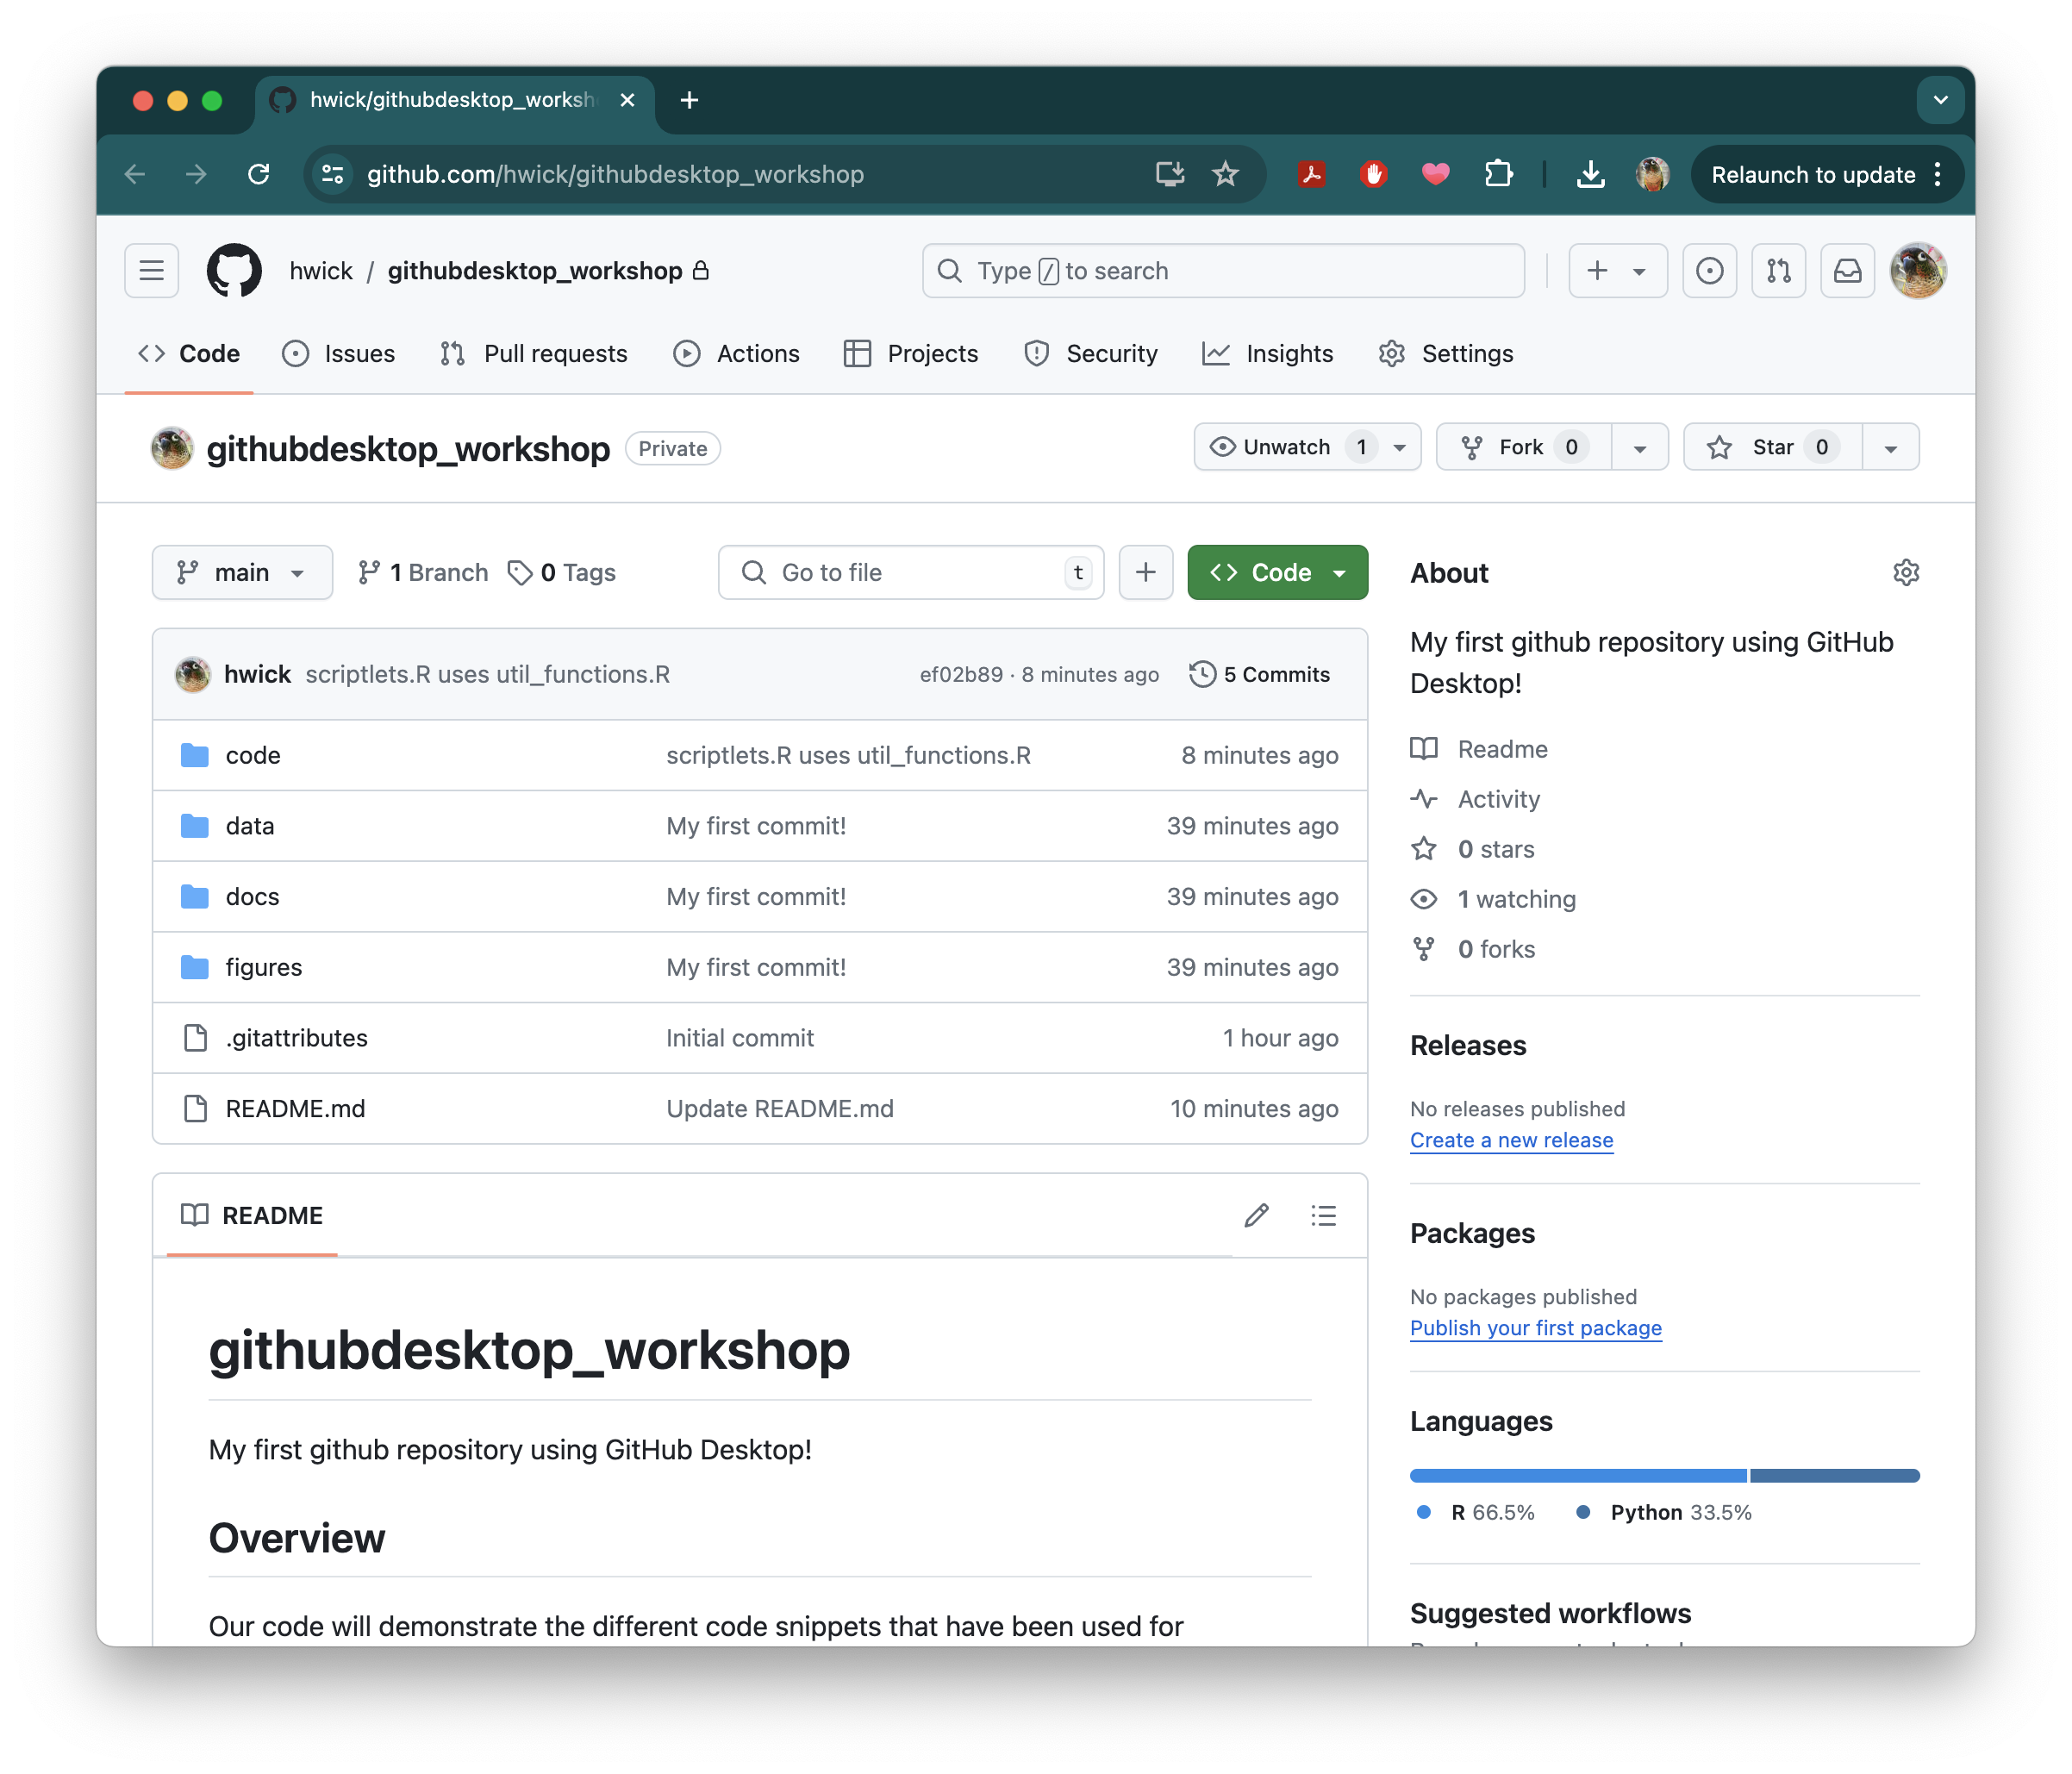 hwick/githubdesktop_worksh
github.com/hwick/githubdesktop_workshop
Relaunch to update
hwick / githubdesktop_workshop
Type / to search
Code Issues Pull requests Actions Projects Security Insights Settings
githubdesktop_workshop Private
Unwatch 1 Fork 0 Star 0
main 1 Branch 0 Tags
Go to file t
Code
hwick scriptlets.R uses util_functions.R ef02b89 · 8 minutes ago 5 Commits
code scriptlets.R uses util_functions.R 8 minutes ago
data My first commit! 39 minutes ago
docs My first commit! 39 minutes ago
figures My first commit! 39 minutes ago
.gitattributes Initial commit 1 hour ago
README.md Update README.md 10 minutes ago
README
githubdesktop_workshop
My first github repository using GitHub Desktop!
Overview
Our code will demonstrate the different code snippets that have been used for
About
My first github repository using GitHub
Desktop!
Readme
Activity
0 stars
1 watching
0 forks
Releases
No releases published
Create a new release
Packages
No packages published
Publish your first package
Languages
R 66.5% Python 33.5%
Suggested workflows